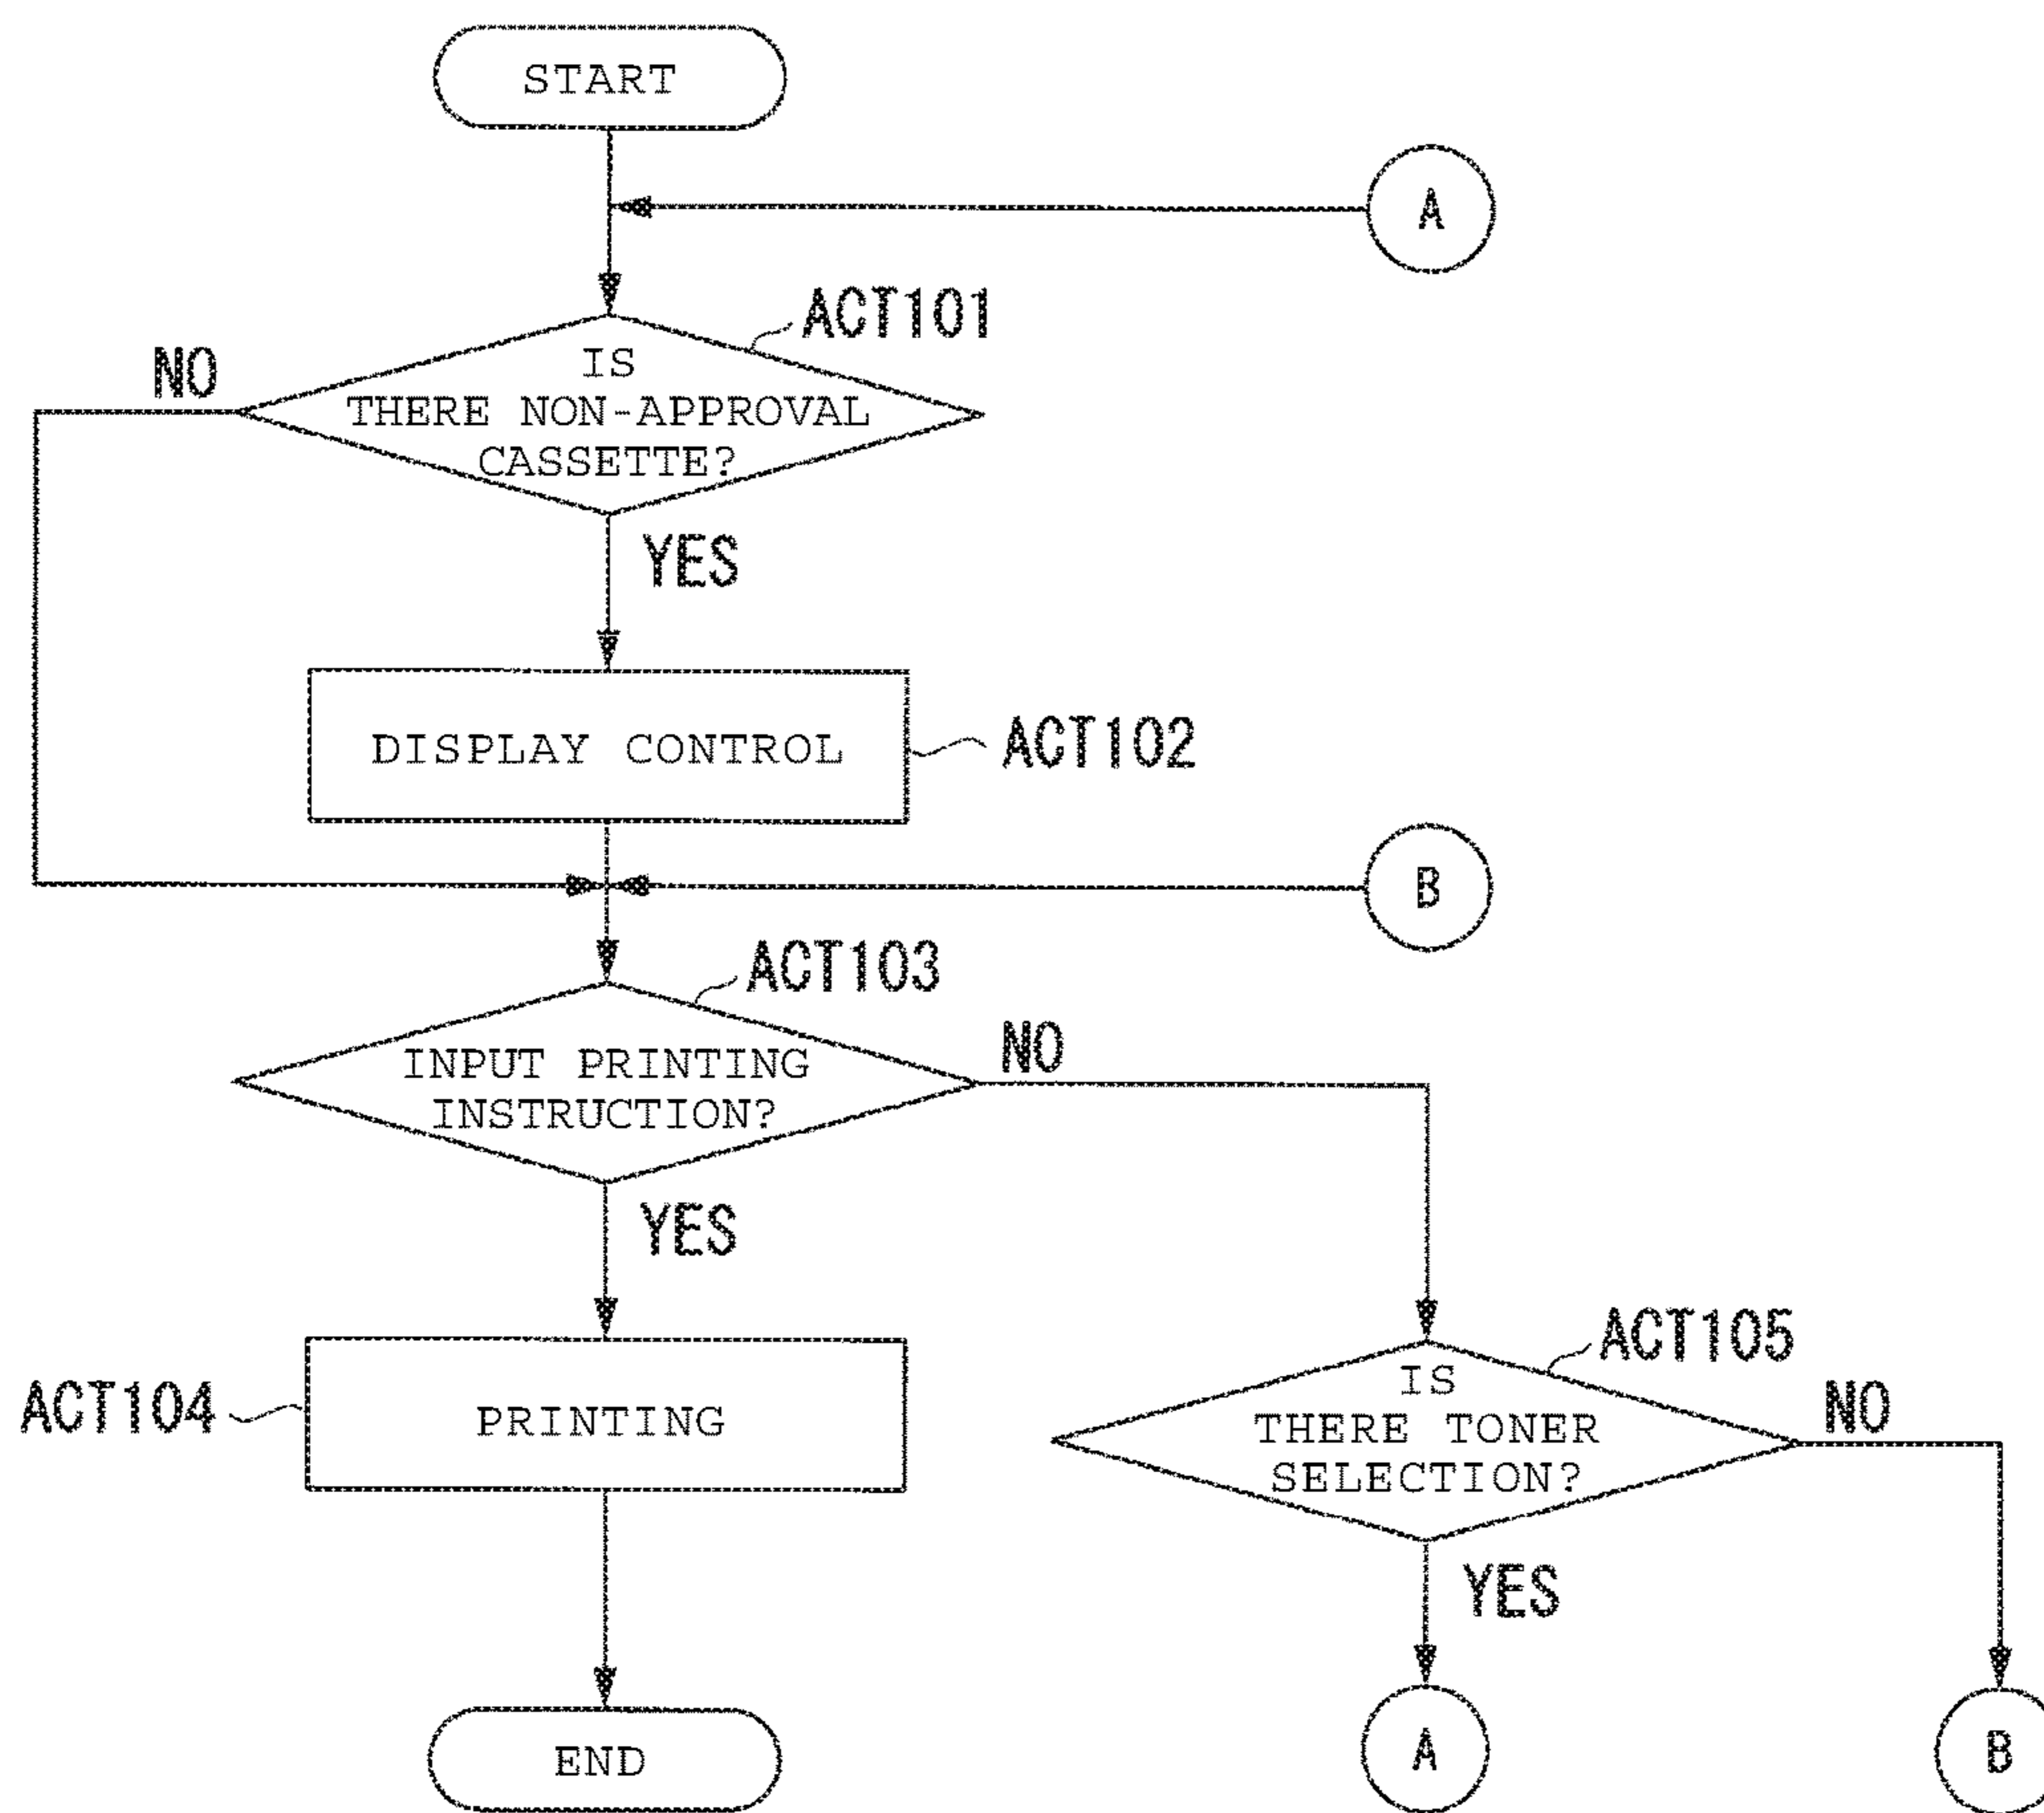 START
A
ACT101
NO
IS
THERE NON-APPROVAL
CASSETTE?
YES
DISPLAY CONTROL
ACT102
B
ACT103
INPUT PRINTING
INSTRUCTION?
NO
YES
ACT104
PRINTING
ACT105
IS
THERE TONER
SELECTION?
NO
YES
END
A
B